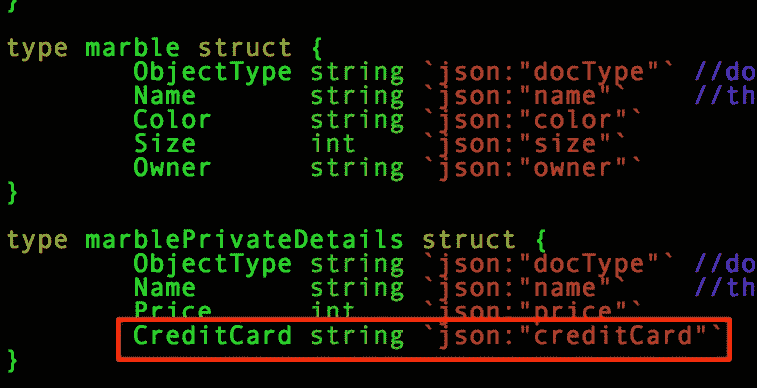 }
type marble struct {
ObjectType string `json:"docType"` //do
Name string `json:"name"` //th
Color string `json:"color"`
Size int `json:"size"`
Owner string `json:"owner"`
}
type marblePrivateDetails struct {
ObjectType string `json:"docType"` //do
Name string `json:"name"` //th
Price int `json:"price"`
CreditCard string `json:"creditCard"`
}